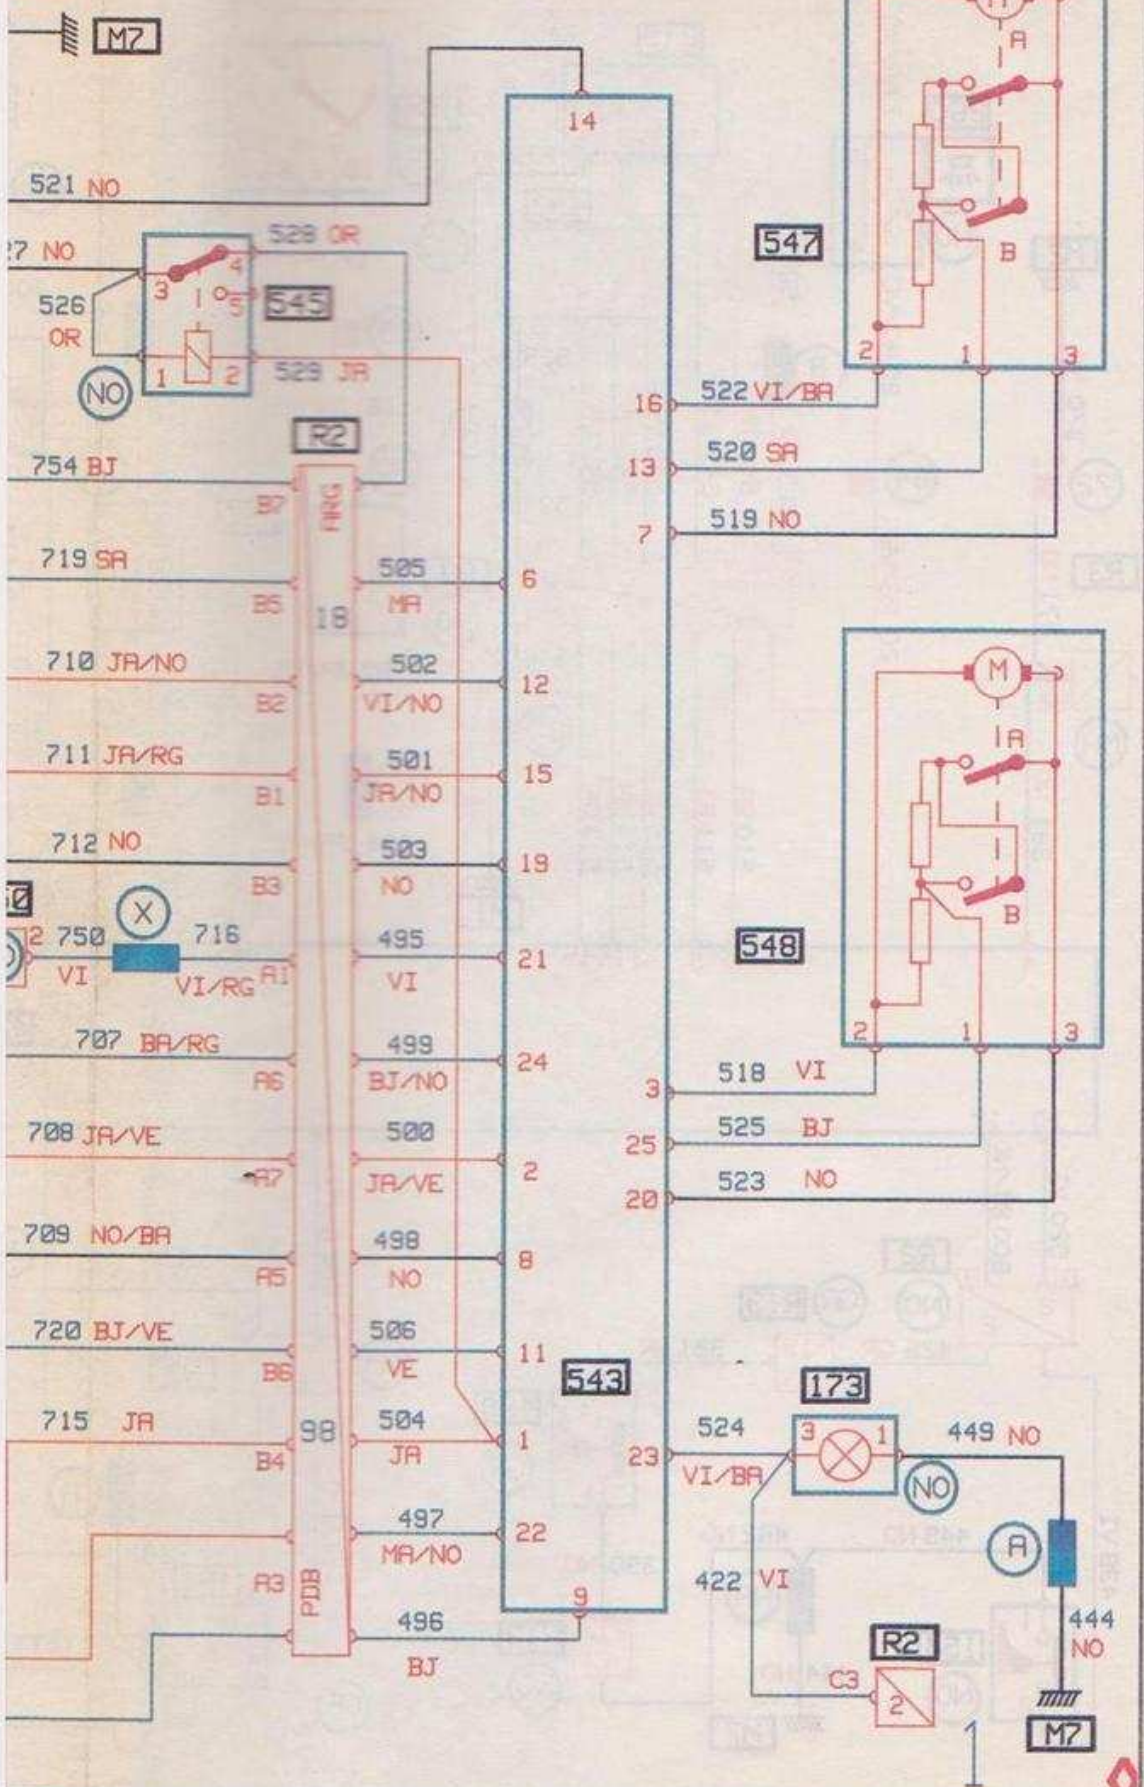 M7
A
14
521 NO
528 OR
27 NO
4
547
B
3
5
545
526
OR
2 1 3
529 JA
1 2
NO
16 522 VI/BA
R2
13 520 SA
754 BJ
B7
ARG
7 519 NO
719 SA
505
6
B5
MA
18
710 JA/NO
502
12
M
B2
VI/NO
A
711 JA/RG
501
15
B1
JA/NO
712 NO
503
19
B3
NO
X
B
2 750
716
495
548
VI
VI/RG
A1
VI
21
707 BA/RG
499
24
2 1 3
A6
BJ/NO
3 518 VI
708 JA/VE
500
25 525 BJ
A7
JA/VE
2
20 523 NO
709 NO/BA
498
8
A5
NO
720 BJ/VE
506
11
B6
VE
543
173
715 JA
98
504
1
524
3 1
449 NO
B4
JA
23
VI/BA
NO
497
22
A
MA/NO
422 VI
A3
PDB
9
496
444
NO
R2
BJ
C3
2
M7
1